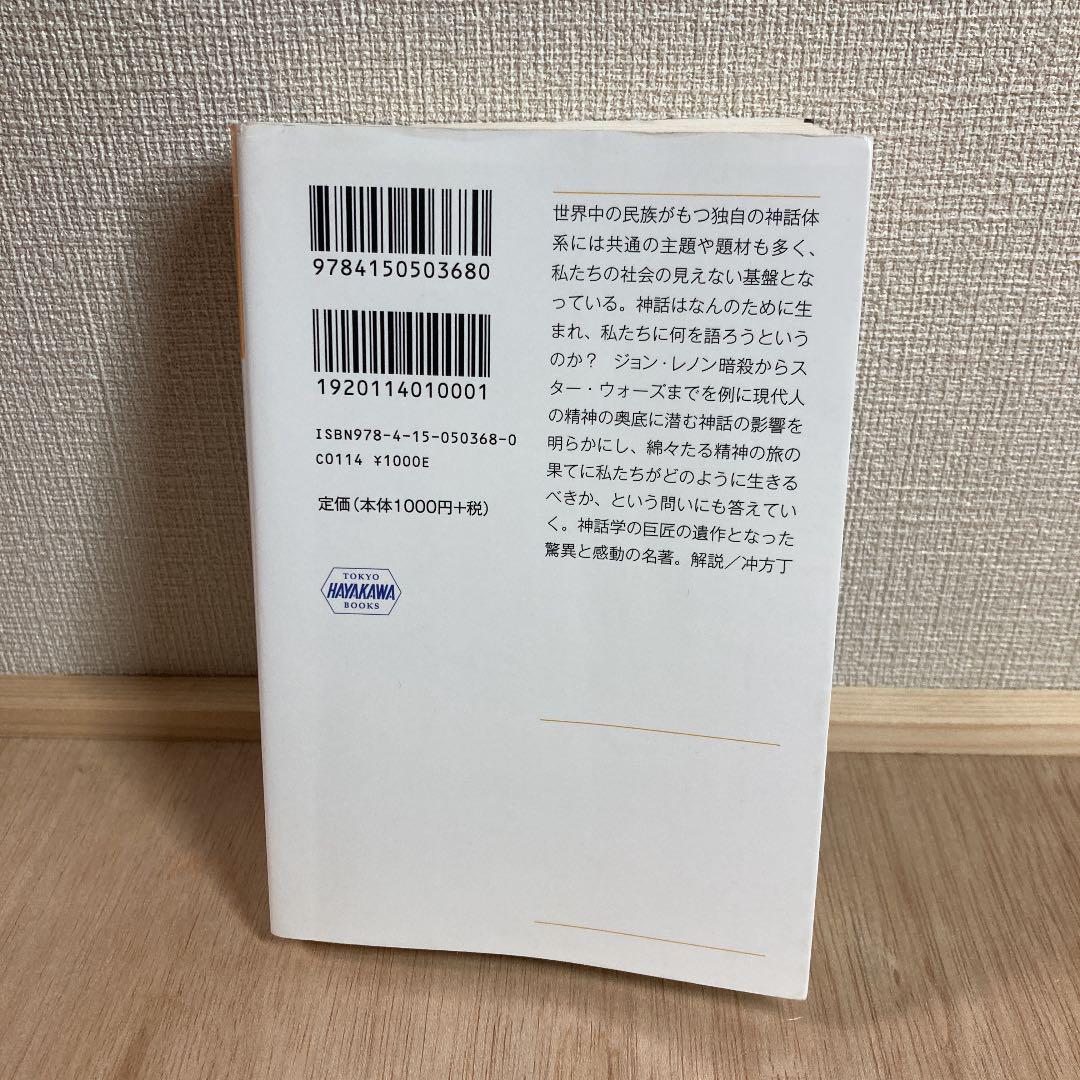 9784150503680
1920114010001
ISBN978-4-15-050368-0
C0114 ¥1000E
定価(本体1000円+税)
TOKYO
HAYAKAWA
BOOKS
世界中の民族がもつ独自の神話体
系には共通の主題や題材も多く、
私たちの社会の見えない基盤とな
っている。神話はなんのために生
まれ、私たちに何を語ろうという
のか? ジョン・レノン暗殺からス
ター・ウォーズまでを例に現代人
の精神の奥底に潜む神話の影響を
明らかにし、綿々たる精神の旅の
果てに私たちがどのように生きる
べきか、という問いにも答えてい
く。神話学の巨匠の遺作となった
驚異と感動の名著。解説/冲方丁